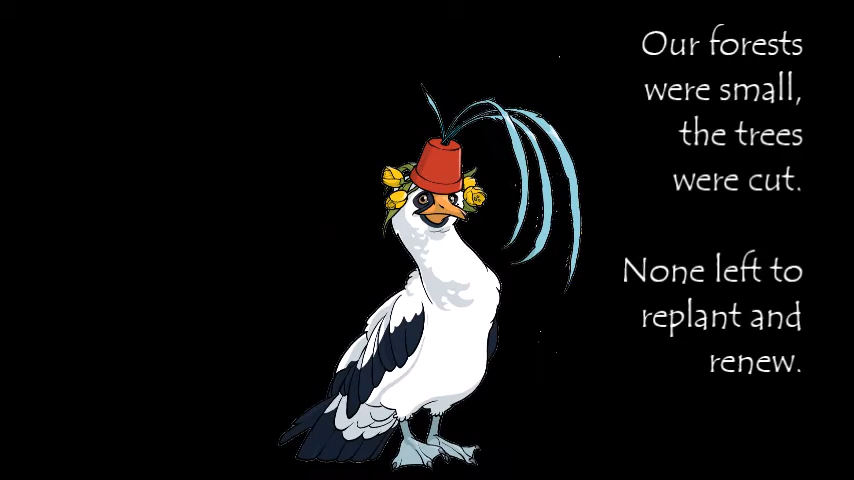 Our forests
were small,
the trees
were cut.
None left to
replant and
renew.